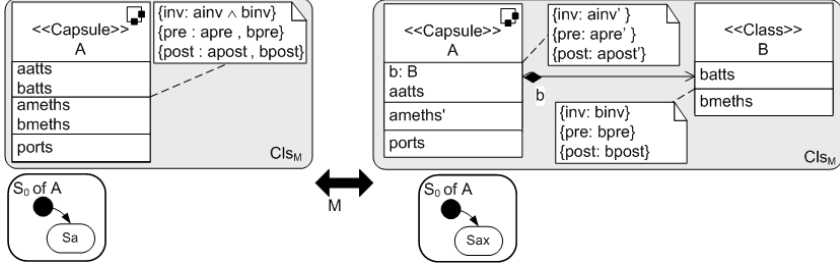 <<Capsule>>
A
aatts
batts
ameths
bmeths
ports
{inv: ainv ∧ binv}
{pre : apre , bpre}
{post : apost , bpost}
ClsM
S0 of A
Sa
M
<<Capsule>>
A
b: B
aatts
ameths'
ports
{inv: ainv' }
{pre: apre' }
{post: apost'}
b
<<Class>>
B
batts
bmeths
{inv: binv}
{pre: bpre}
{post: bpost}
ClsM
S0 of A
Sax